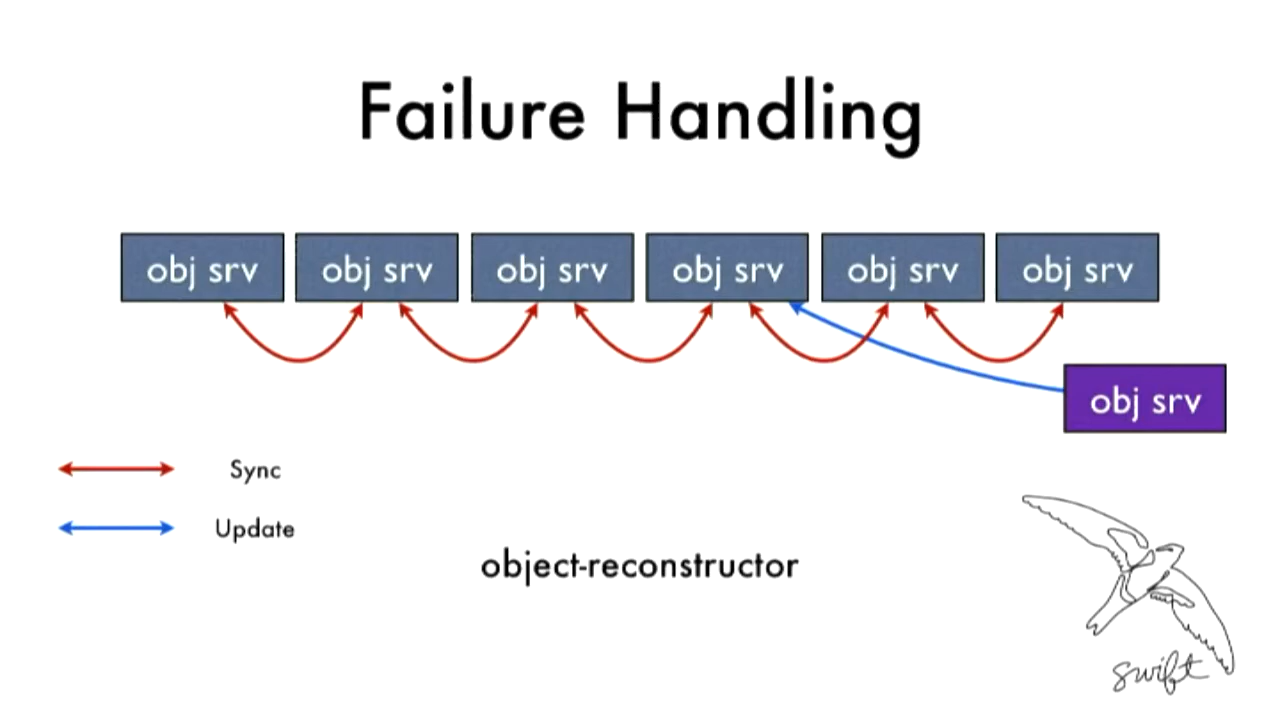 Failure Handling
obj srv obj srv obj srv obj srv obj srv obj srv
obj srv
Sync
Update
object-reconstructor
swift